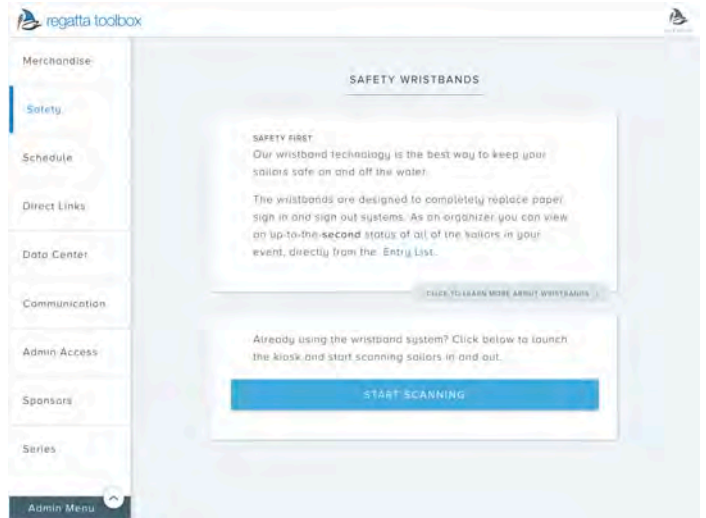 regatta toolbox
Merchandise
Safety
Schedule
Direct Links
Data Center
Communication
Admin Access
Sponsors
Series
Admin Menu
SAFETY WRISTBANDS
SAFETY FIRST
Our wristband technology is the best way to keep your
sailors safe on and off the water.
The wristbands are designed to completely replace paper
sign in and sign out systems. As an organizer you can view
an up-to-the-second status of all of the sailors in your
event, directly from the Entry List.
CLICK TO LEARN MORE ABOUT WRISTBANDS
Already using the wristband system? Click below to launch
the kiosk and start scanning sailors in and out.
START SCANNING